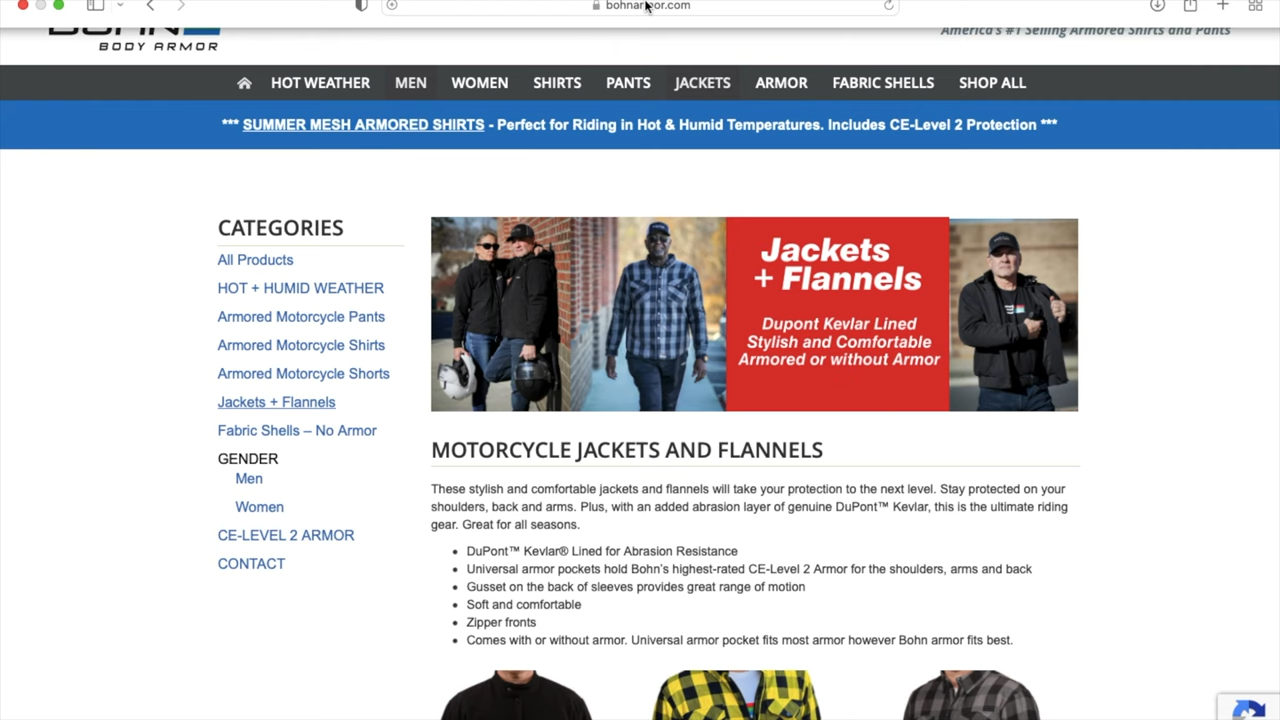 bohnarmor.com
BOHN
BODY ARMOR
America's #1 Selling Armored Shirts and Pants
HOT WEATHER MEN WOMEN SHIRTS PANTS JACKETS ARMOR FABRIC SHELLS SHOP ALL
*** SUMMER MESH ARMORED SHIRTS - Perfect for Riding in Hot & Humid Temperatures. Includes CE-Level 2 Protection ***
CATEGORIES
All Products
HOT + HUMID WEATHER
Armored Motorcycle Pants
Armored Motorcycle Shirts
Armored Motorcycle Shorts
Jackets + Flannels
Fabric Shells – No Armor
GENDER
Men
Women
CE-LEVEL 2 ARMOR
CONTACT
Jackets
+ Flannels
Dupont Kevlar Lined
Stylish and Comfortable
Armored or without Armor
MOTORCYCLE JACKETS AND FLANNELS
These stylish and comfortable jackets and flannels will take your protection to the next level. Stay protected on your
shoulders, back and arms. Plus, with an added abrasion layer of genuine DuPont™ Kevlar, this is the ultimate riding
gear. Great for all seasons.
• DuPont™ Kevlar® Lined for Abrasion Resistance
• Universal armor pockets hold Bohn's highest-rated CE-Level 2 Armor for the shoulders, arms and back
• Gusset on the back of sleeves provides great range of motion
• Soft and comfortable
• Zipper fronts
• Comes with or without armor. Universal armor pocket fits most armor however Bohn armor fits best.